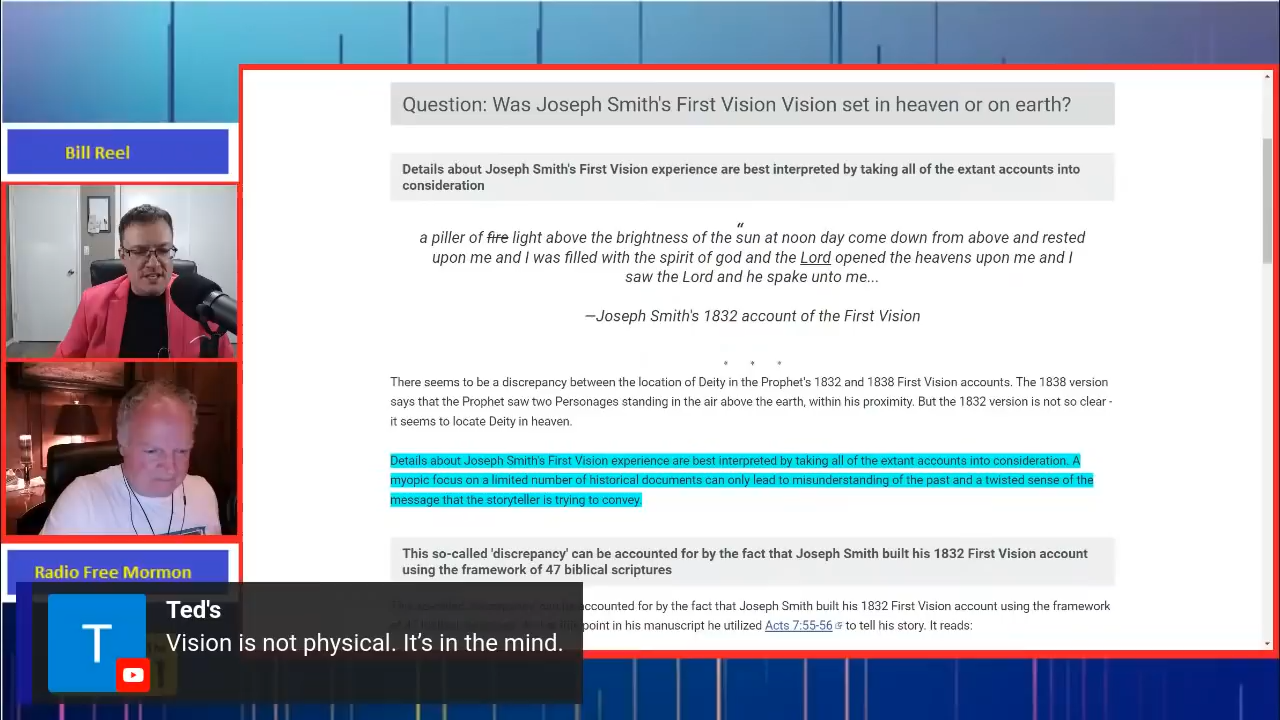 Bill Reel
Radio Free Mormon
Question: Was Joseph Smith's First Vision Vision set in heaven or on earth?
Details about Joseph Smith's First Vision experience are best interpreted by taking all of the extant accounts into
consideration
“
a piller of fire light above the brightness of the sun at noon day come down from above and rested
upon me and I was filled with the spirit of god and the Lord opened the heavens upon me and I
saw the Lord and he spake unto me...
—Joseph Smith's 1832 account of the First Vision
* * *
There seems to be a discrepancy between the location of Deity in the Prophet's 1832 and 1838 First Vision accounts. The 1838 version
says that the Prophet saw two Personages standing in the air above the earth, within his proximity. But the 1832 version is not so clear -
it seems to locate Deity in heaven.
Details about Joseph Smith's First Vision experience are best interpreted by taking all of the extant accounts into consideration. A
myopic focus on a limited number of historical documents can only lead to misunderstanding of the past and a twisted sense of the
message that the storyteller is trying to convey.
This so-called 'discrepancy' can be accounted for by the fact that Joseph Smith built his 1832 First Vision account
using the framework of 47 biblical scriptures
accounted for by the fact that Joseph Smith built his 1832 First Vision account using the framework
point in his manuscript he utilized Acts 7:55-56 to tell his story. It reads:
Ted's
Vision is not physical. It’s in the mind.
T